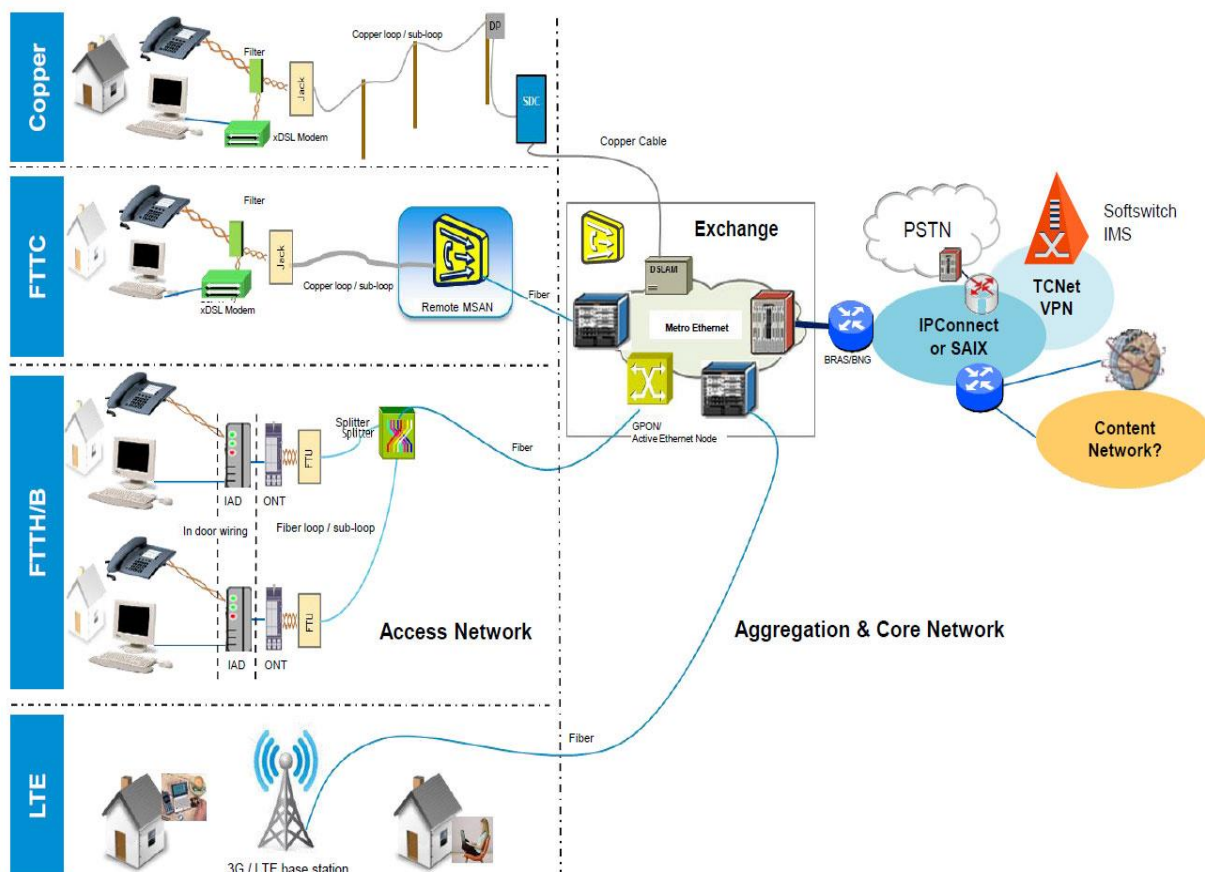 Copper
Filter
Jack
xDSL Modem
Copper loop / sub-loop
DP
SDC
Copper Cable
FTTC
Filter
Jack
xDSL Modem
Copper loop / sub-loop
Remote MSAN
Fiber
Exchange
DSLAM
Metro Ethernet
GPON/
Active Ethernet Node
BRAS/BNG
PSTN
Softswitch
IMS
TCNet
VPN
IPConnect
or SAIX
Content
Network?
FTTH/B
IAD
ONT
FTU
Splitter
Splitzer
Fiber
In door wiring
Fiber loop / sub-loop
IAD
ONT
FTU
Access Network
Aggregation & Core Network
LTE
Fiber
3G / LTE base station